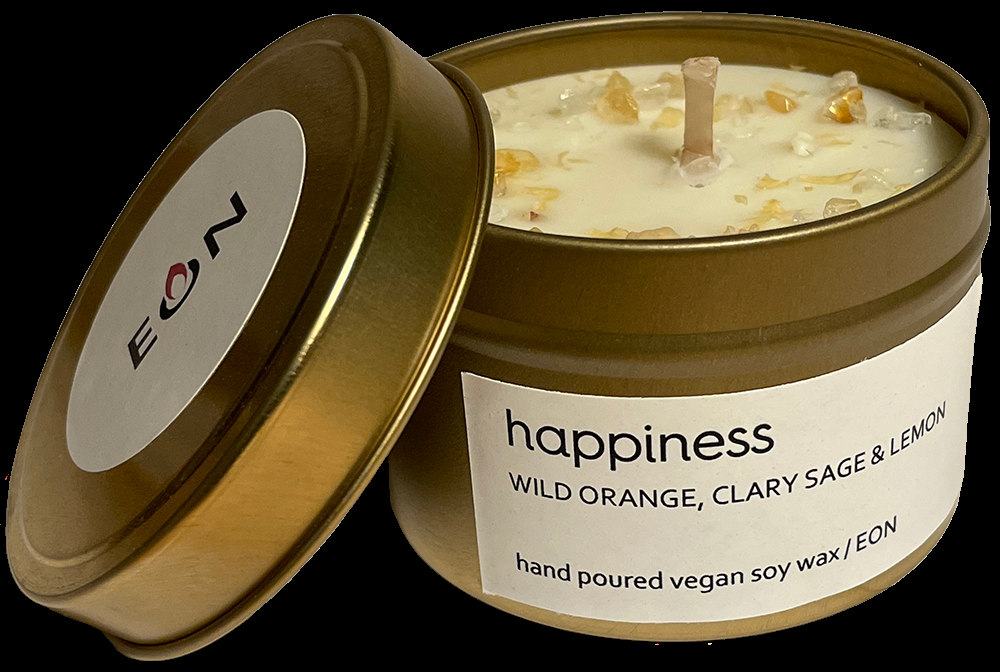 EON
happiness
WILD ORANGE, CLARY SAGE & LEMON
hand poured vegan soy wax / EON